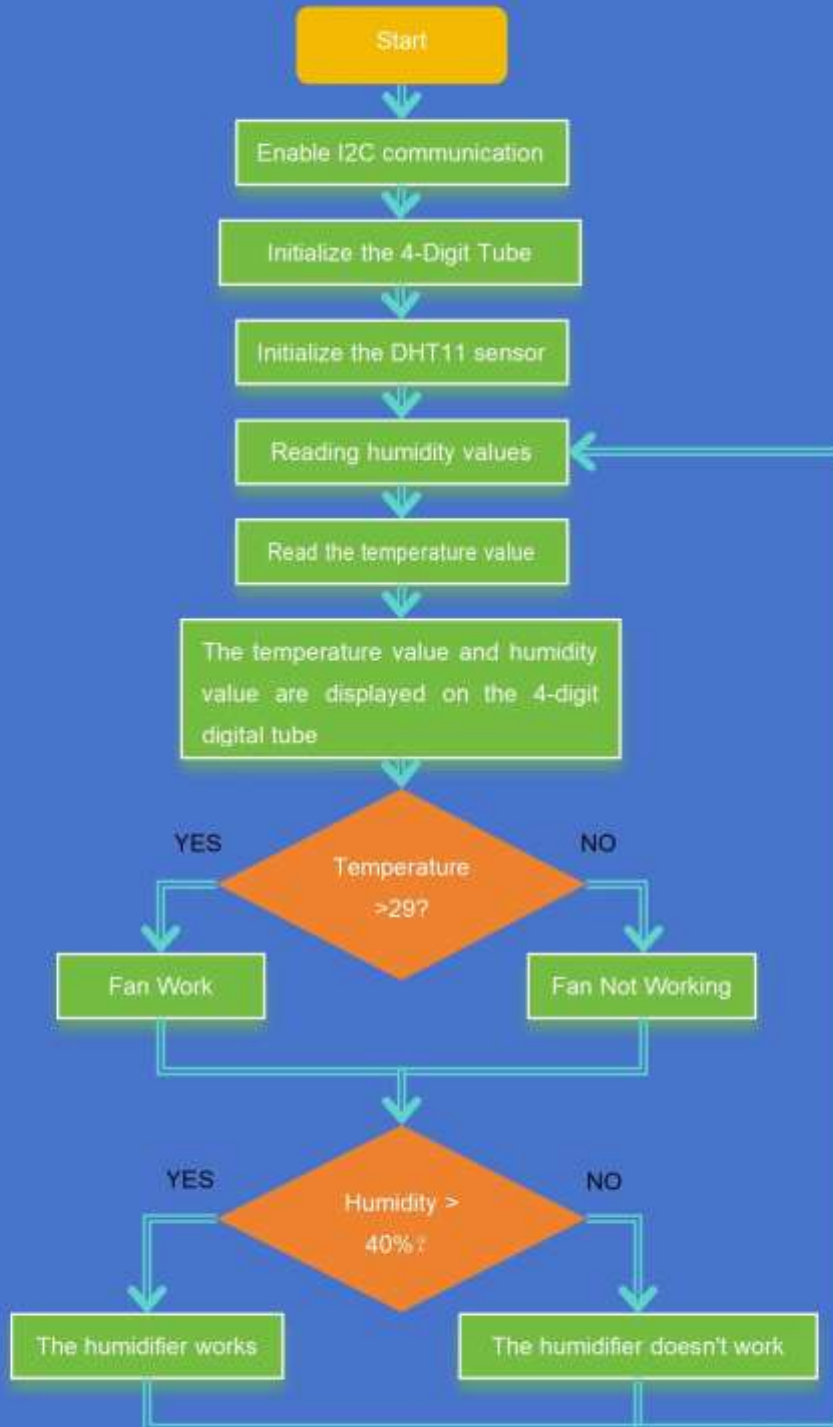 Start
Enable I2C communication
Initialize the 4-Digit Tube
Initialize the DHT11 sensor
Reading humidity values
Read the temperature value
The temperature value and humidity
value are displayed on the 4-digit
digital tube
YES
NO
Temperature
>29?
Fan Work
Fan Not Working
YES
NO
Humidity >
40%?
The humidifier works
The humidifier doesn't work